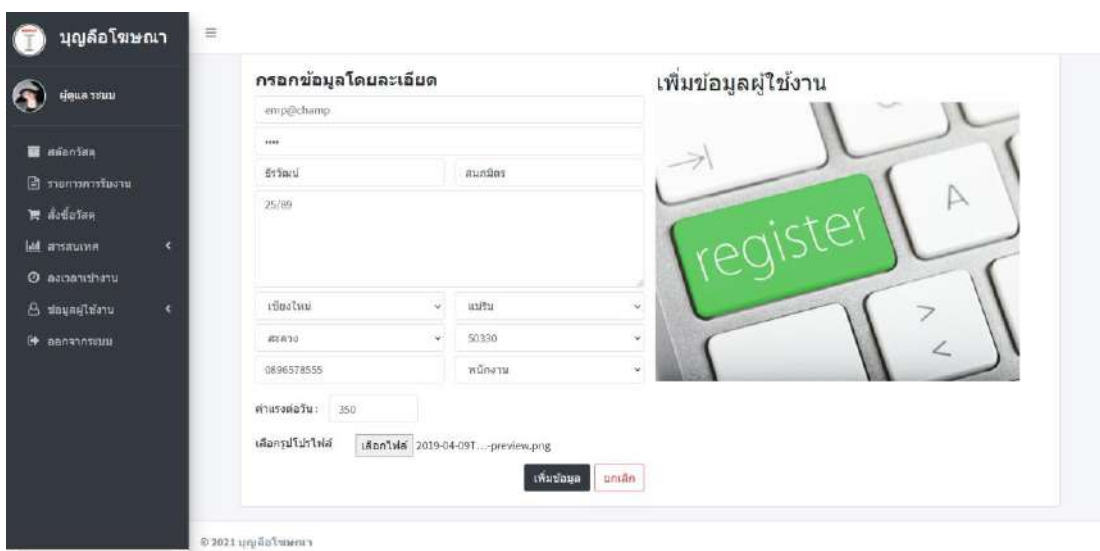 บุญลือโฆษณา
ผู้ดูแล ระบบ
สต๊อกวัสดุ
รายการการรับงาน
สั่งซื้อวัสดุ
สารสนเทศ
ลงเวลาเข้างาน
ข้อมูลผู้ใช้งาน
ออกจากระบบ
กรอกข้อมูลโดยละเอียด
emp@champ
••••
ธีรวัฒน์ สมภมิตร
25/89
เชียงใหม่ แม่ริม
สะลวง 50330
0896578555 พนักงาน
ค่าแรงต่อวัน : 350
เลือกรูปโปรไฟล์ เลือกไฟล์ 2019-04-09T...-preview.png
เพิ่มข้อมูล ยกเลิก
เพิ่มข้อมูลผู้ใช้งาน
register
A
>
<
© 2021 บุญลือโฆษณา